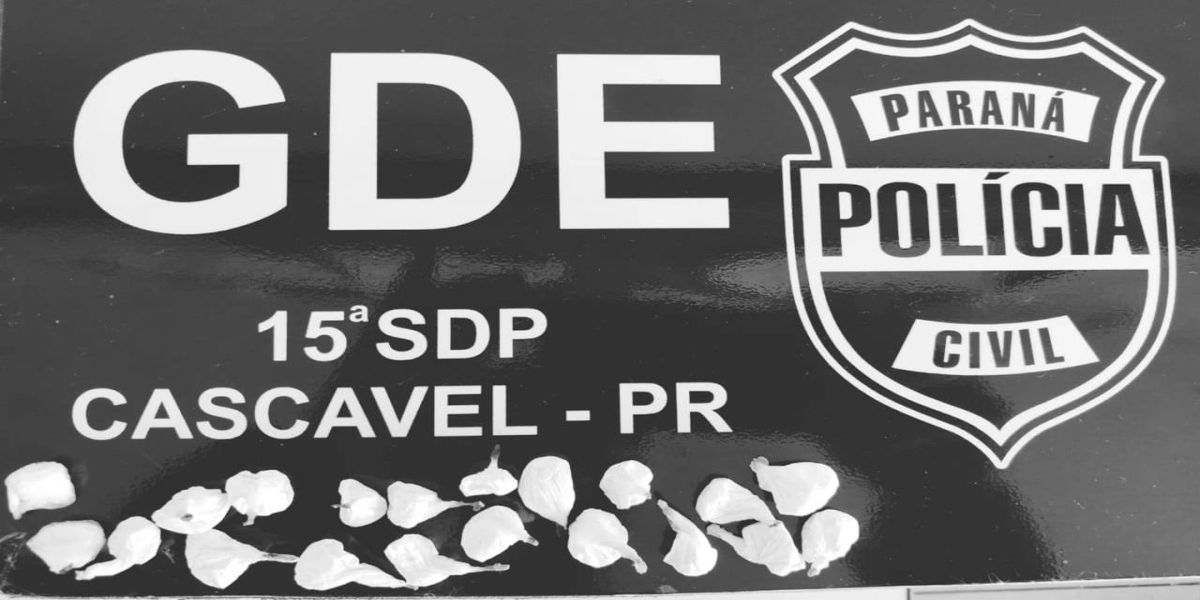 GDE
15ª SDP
CASCAVEL - PR
PARANÁ
POLÍCIA
CIVIL